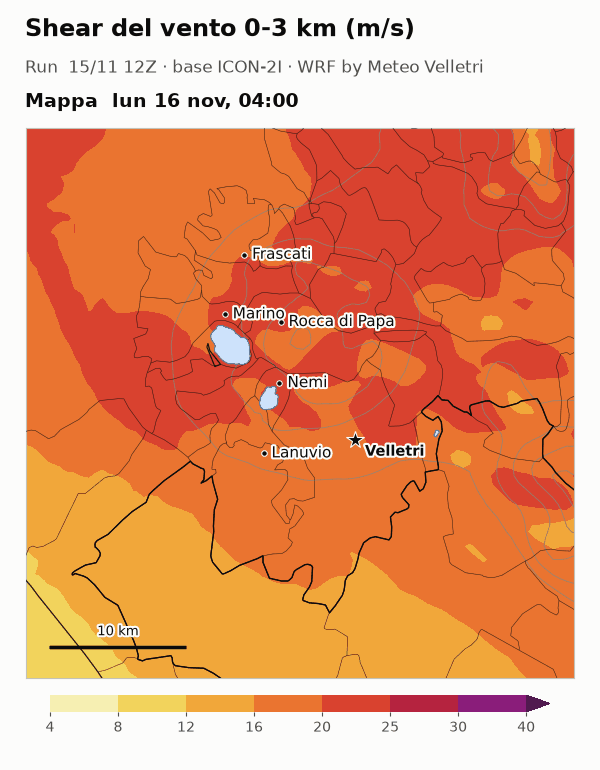 Shear del vento 0-3 km (m/s)
Run  15/11 12Z · base ICON-2I · WRF by Meteo Velletri
Mappa  lun 16 nov, 04:00
Frascati
Marino
Rocca di Papa
Nemi
Velletri
Lanuvio
10 km
4 8 12 16 20 25 30 40